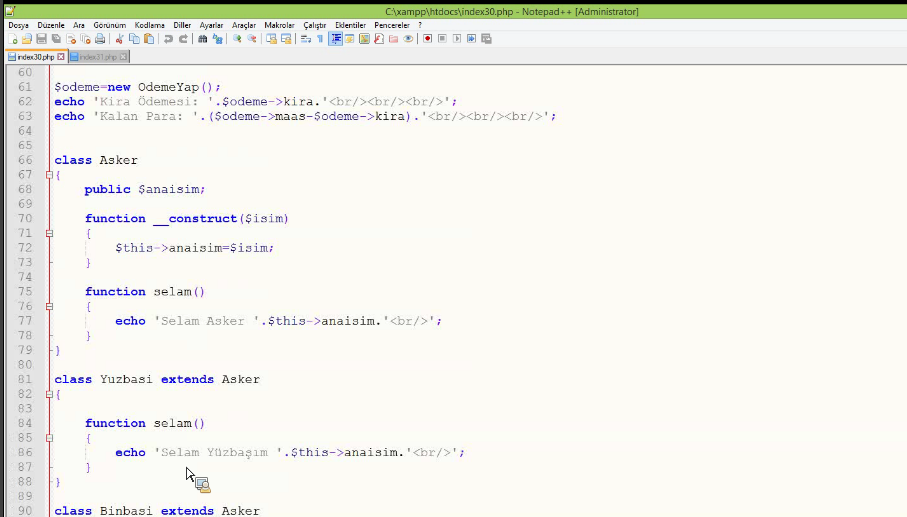 C:\xampp\htdocs\index30.php - Notepad++ [Administrator]
Dosya Düzenle Ara Görünüm Kodlama Diller Ayarlar Araçlar Makrolar Çalıştır Eklentiler Pencereler ?
index30.php index31.php
60
61 $odeme=new OdemeYap();
62 echo 'Kira Ödemesi: '.$odeme->kira.'<br/><br/><br/>';
63 echo 'Kalan Para: '.($odeme->maas-$odeme->kira).'<br/><br/><br/>';
64
65
66 class Asker
67 {
68 public $anaisim;
69
70 function __construct($isim)
71 {
72 $this->anaisim=$isim;
73 }
74
75 function selam()
76 {
77 echo 'Selam Asker '.$this->anaisim.'<br/>';
78 }
79 }
80
81 class Yuzbasi extends Asker
82 {
83
84 function selam()
85 {
86 echo 'Selam Yüzbaşım '.$this->anaisim.'<br/>';
87 }
88 }
89
90 class Binbasi extends Asker